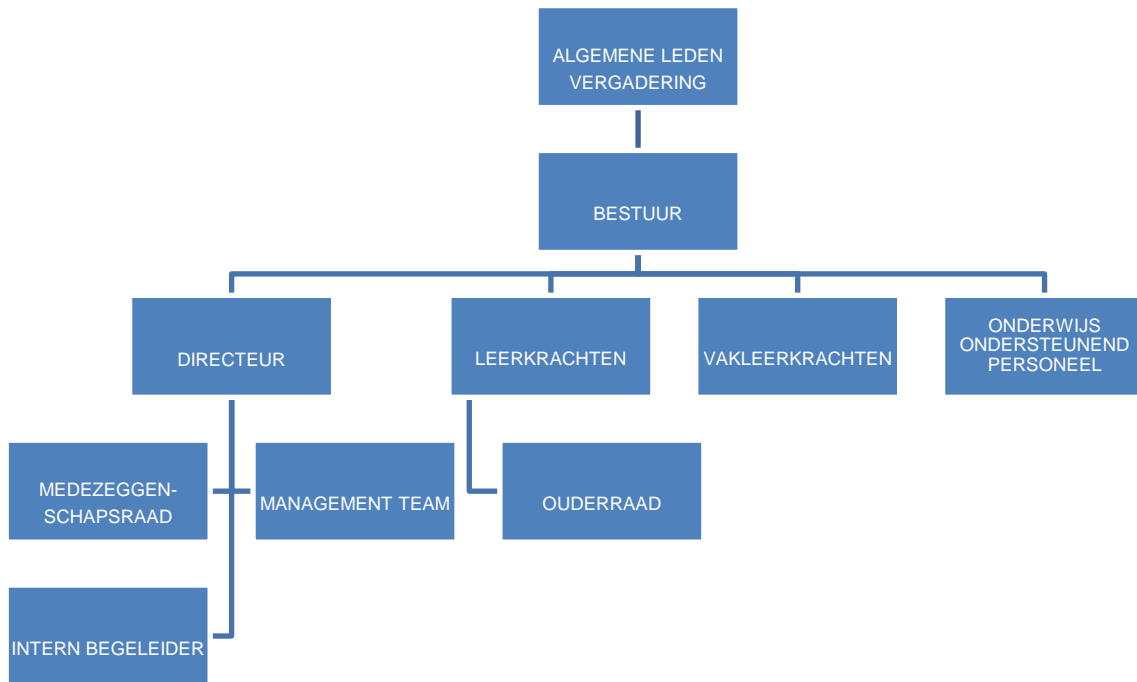 ALGEMENE LEDEN
VERGADERING
BESTUUR
DIRECTEUR
LEERKRACHTEN
VAKLEERKRACHTEN
ONDERWIJS
ONDERSTEUNEND
PERSONEEL
MEDEZEGGEN-
SCHAPSRAAD
MANAGEMENT TEAM
OUDERRAAD
INTERN BEGELEIDER